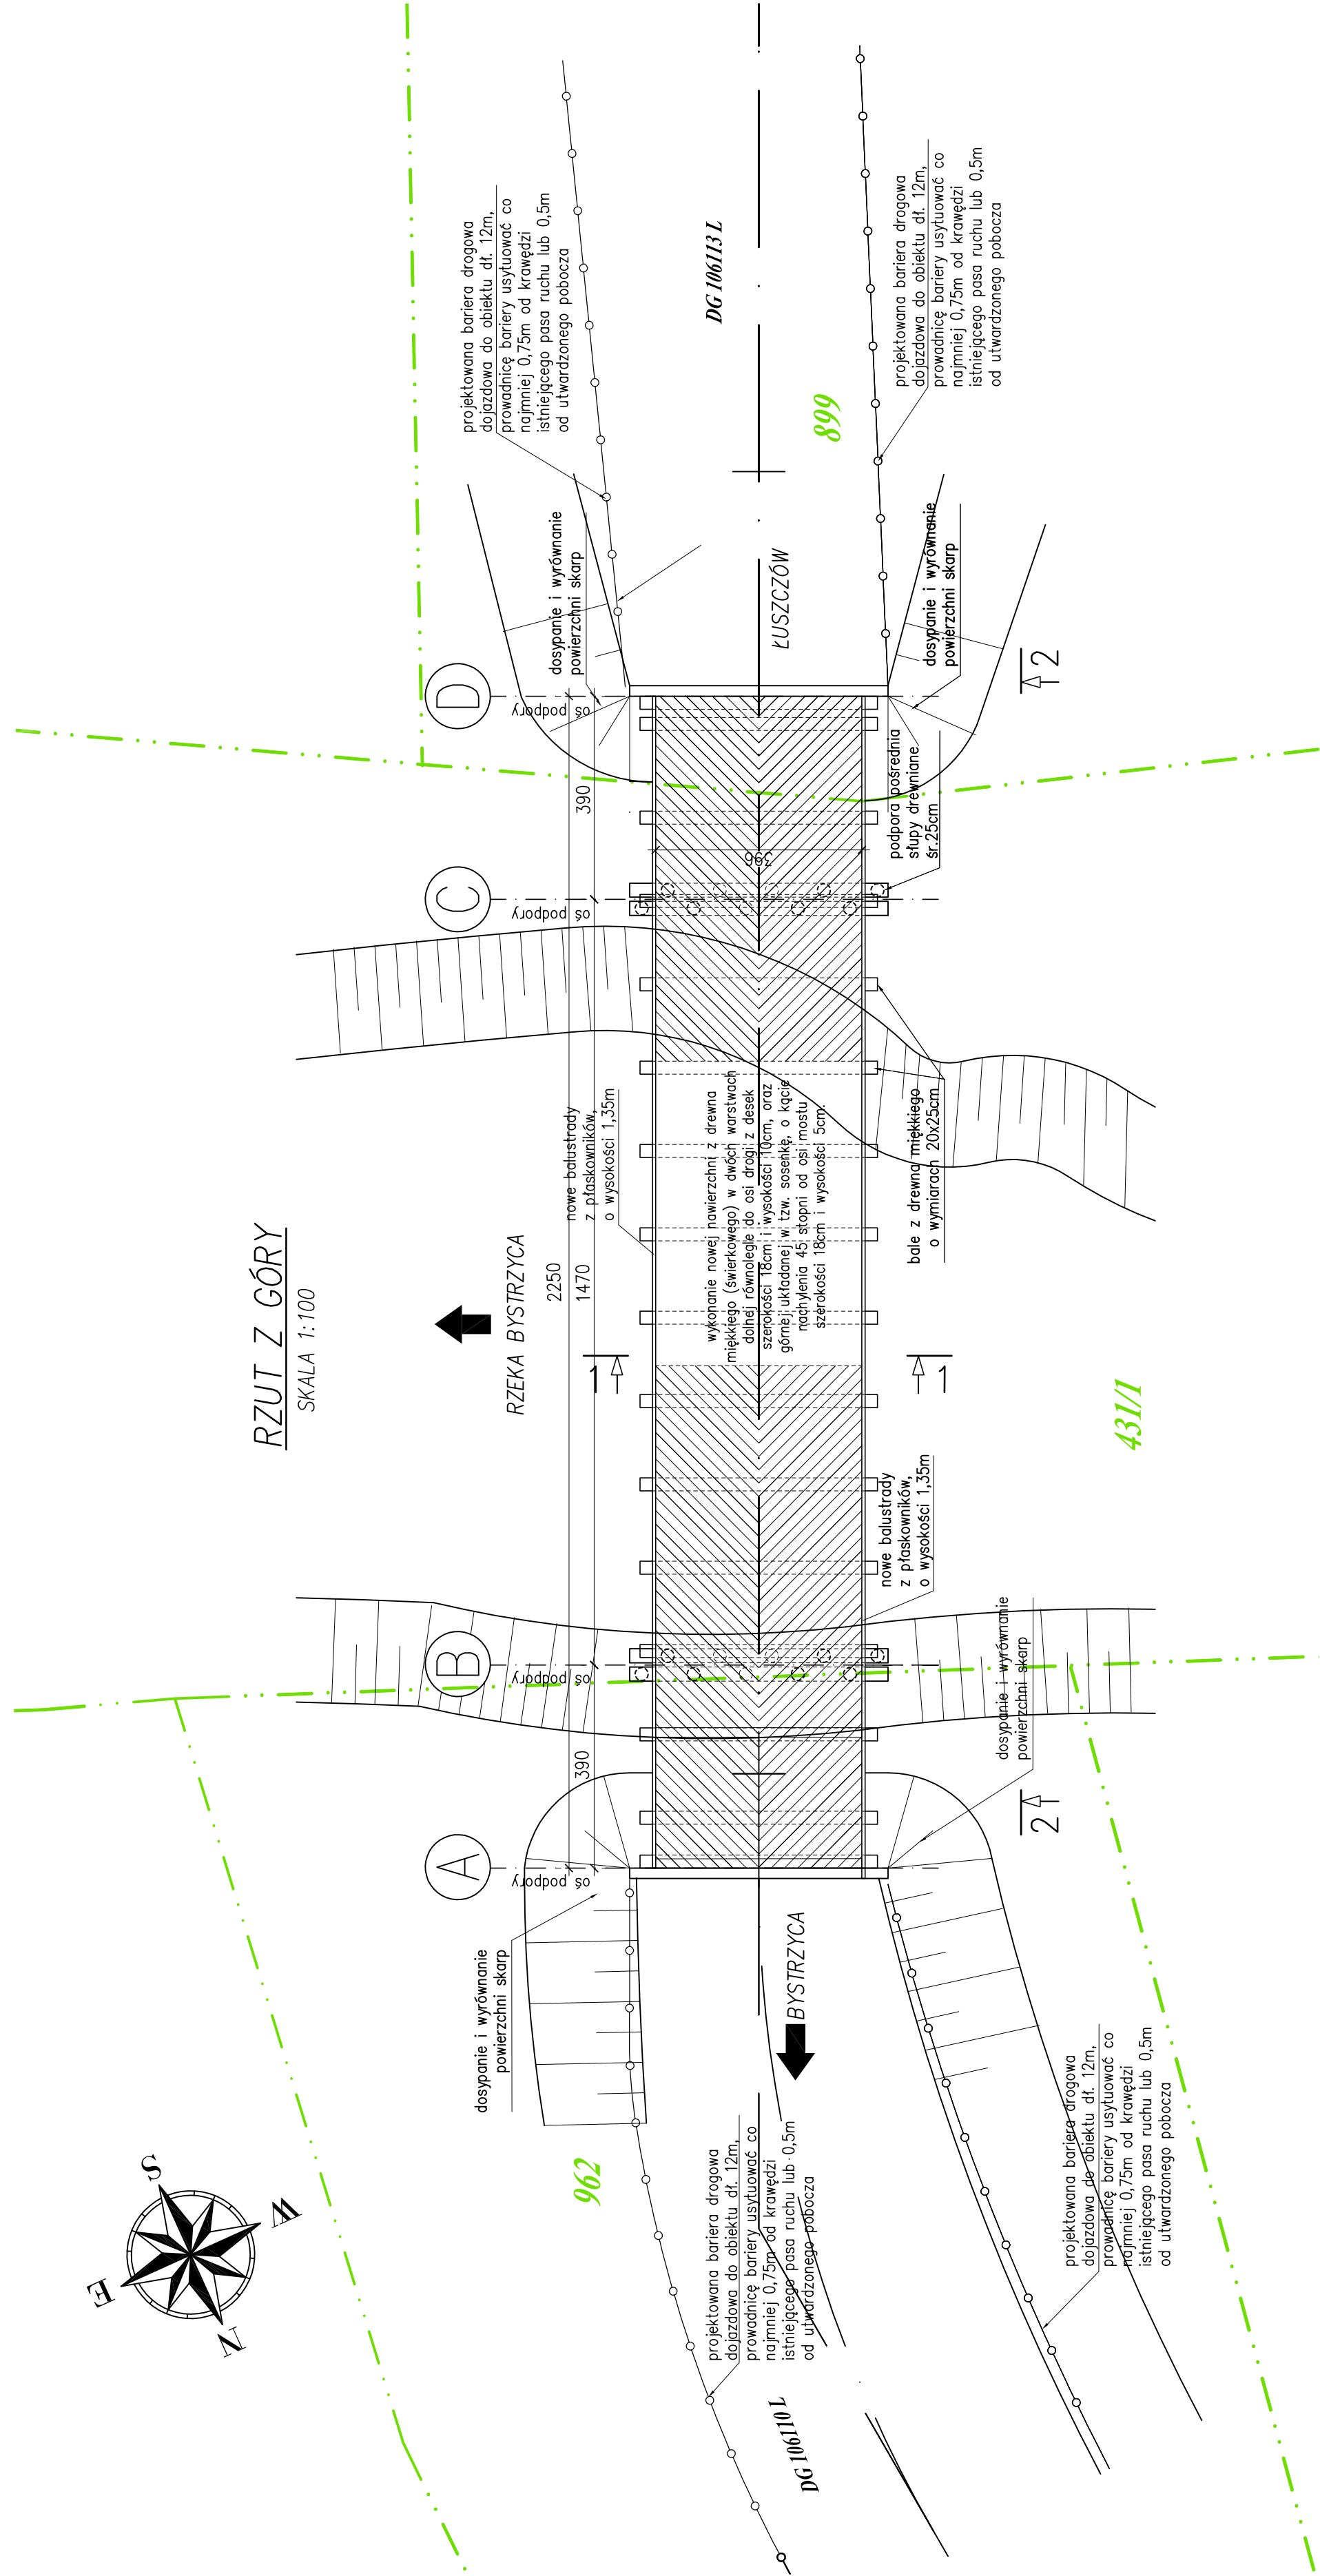 RZUT Z GÓRY
SKALA 1:100
RZEKA BYSTRZYCA
2250
1470
390
390
396
A
B
C
D
oś podpory
oś podpory
oś podpory
oś podpory
nowe balustrady
z płaskowników,
o wysokości 1,35m
wykonanie nowej nawierzchni z drewna
miękkiego (świerkowego) w dwóch warstwach
dolnej równolegle do osi drogi z desek
szerokości 18cm i wysokości 10cm, oraz
górnej układanej w tzw. sosenkę, o kącie
nachylenia 45 stopni od osi mostu
szerokości 18cm i wysokości 5cm.
nowe balustrady
z płaskowników,
o wysokości 1,35m
bale z drewna miękkiego
o wymiarach 20x25cm
podpora pośrednia
słupy drewniane
śr.25cm
dosypanie i wyrównanie
powierzchni skarp
dosypanie i wyrównanie
powierzchni skarp
dosypanie i wyrównanie
powierzchni skarp
dosypanie i wyrównanie
powierzchni skarp
projektowana bariera drogowa
dojazdowa do obiektu dł. 12m,
prowadnicę bariery usytuować co
najmniej 0,75m od krawędzi
istniejącego pasa ruchu lub 0,5m
od utwardzonego pobocza
projektowana bariera drogowa
dojazdowa do obiektu dł. 12m,
prowadnicę bariery usytuować co
najmniej 0,75m od krawędzi
istniejącego pasa ruchu lub 0,5m
od utwardzonego pobocza
projektowana bariera drogowa
dojazdowa do obiektu dł. 12m,
prowadnicę bariery usytuować co
najmniej 0,75m od krawędzi
istniejącego pasa ruchu lub 0,5m
od utwardzonego pobocza
projektowana bariera drogowa
dojazdowa do obiektu dł. 12m,
prowadnicę bariery usytuować co
najmniej 0,75m od krawędzi
istniejącego pasa ruchu lub 0,5m
od utwardzonego pobocza
DG 106113 L
DG 106110 L
ŁUSZCZÓW
BYSTRZYCA
899
962
431/1
1
1
2
2
N
E
S
W